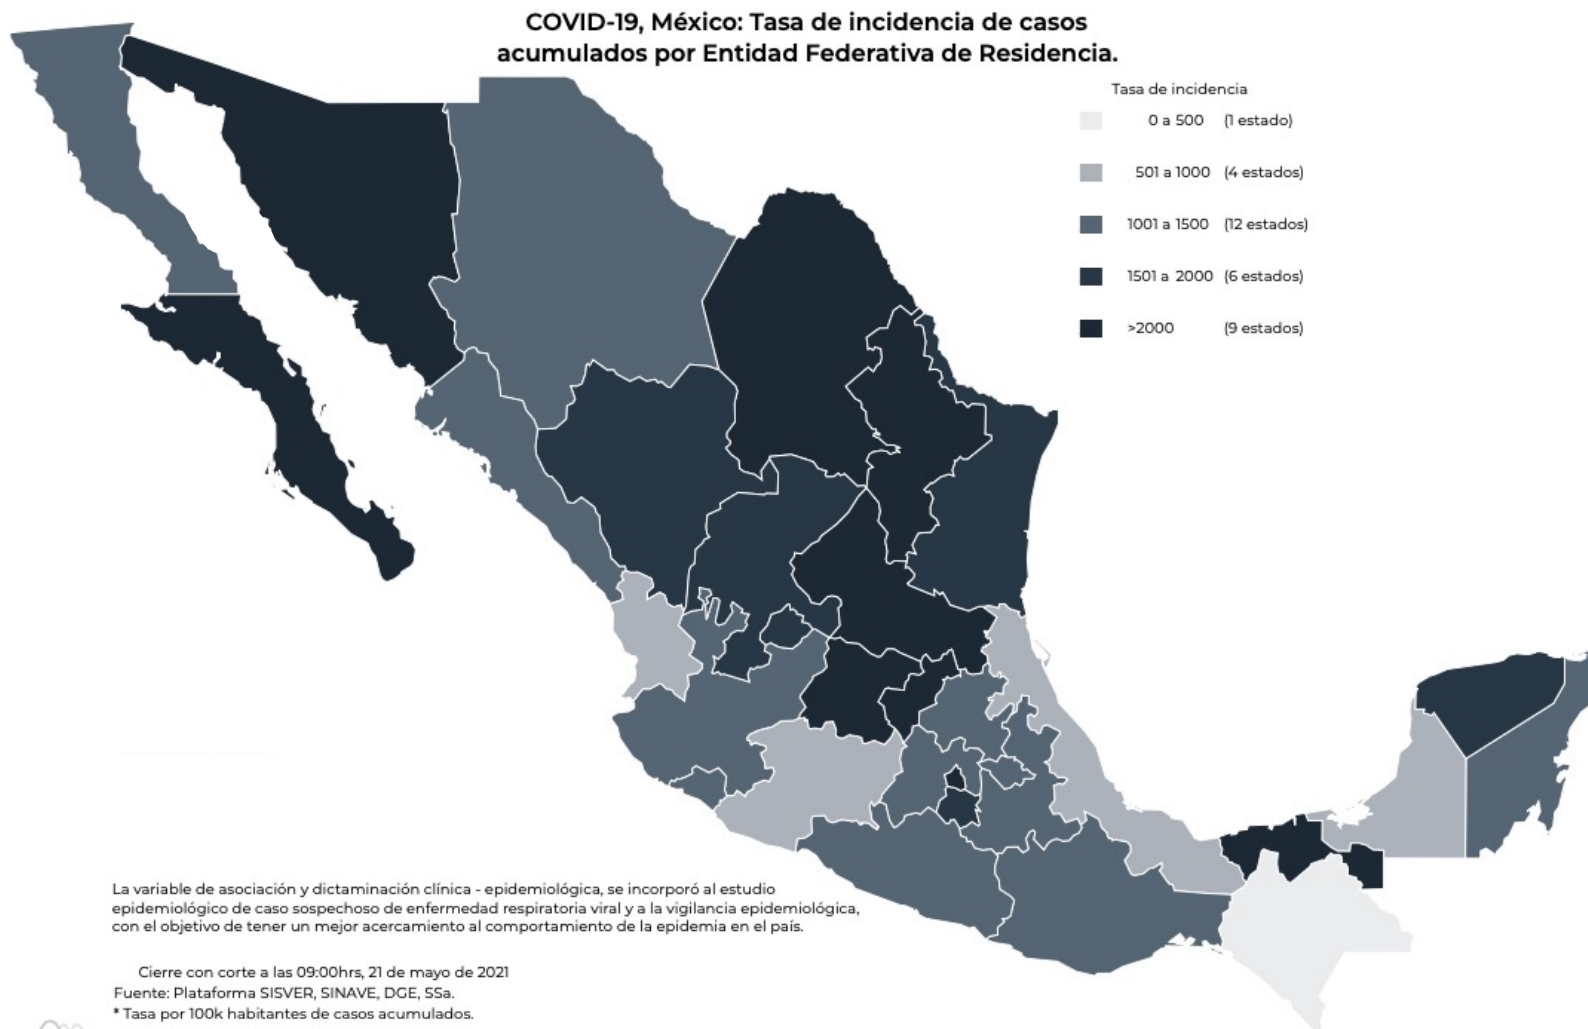 COVID-19, México: Tasa de incidencia de casos
acumulados por Entidad Federativa de Residencia.
Tasa de incidencia
0 a 500 (1 estado)
501 a 1000 (4 estados)
1001 a 1500 (12 estados)
1501 a 2000 (6 estados)
>2000 (9 estados)
La variable de asociación y dictaminación clínica - epidemiológica, se incorporó al estudio
epidemiológico de caso sospechoso de enfermedad respiratoria viral y a la vigilancia epidemiológica,
con el objetivo de tener un mejor acercamiento al comportamiento de la epidemia en el país.
Cierre con corte a las 09:00hrs, 21 de mayo de 2021
Fuente: Plataforma SISVER, SINAVE, DGE, SSa.
* Tasa por 100k habitantes de casos acumulados.